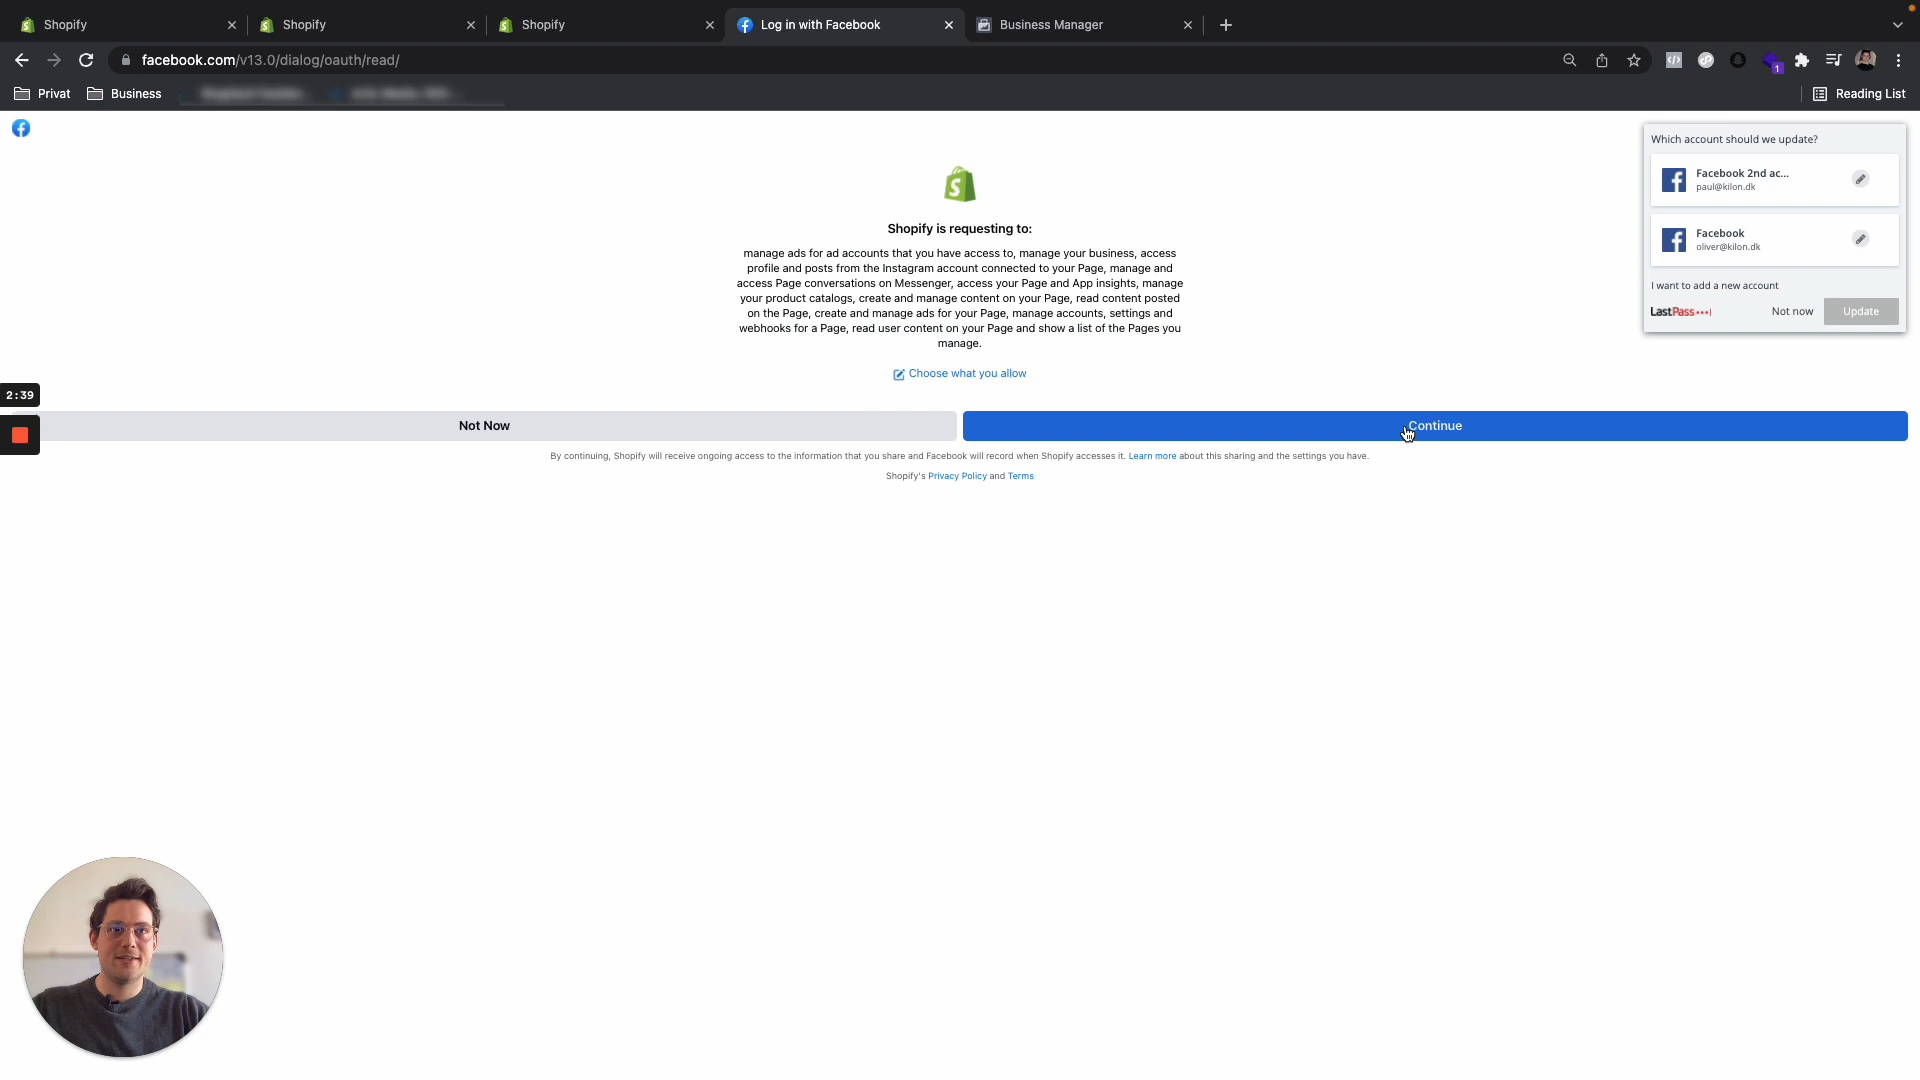 Shopify
Shopify
Shopify
Log in with Facebook
Business Manager
facebook.com/v13.0/dialog/oauth/read/
1
Privat
Business
Reading List
Which account should we update?
Facebook 2nd ac...
paul@kilon.dk
Facebook
oliver@kilon.dk
I want to add a new account
LastPass
Not now
Update
Shopify is requesting to:
manage ads for ad accounts that you have access to, manage your business, access
profile and posts from the Instagram account connected to your Page, manage and
access Page conversations on Messenger, access your Page and App insights, manage
your product catalogs, create and manage content on your Page, read content posted
on the Page, create and manage ads for your Page, manage accounts, settings and
webhooks for a Page, read user content on your Page and show a list of the Pages you
manage.
Choose what you allow
2:39
Not Now
Continue
By continuing, Shopify will receive ongoing access to the information that you share and Facebook will record when Shopify accesses it. Learn more about this sharing and the settings you have.
Shopify's Privacy Policy and Terms